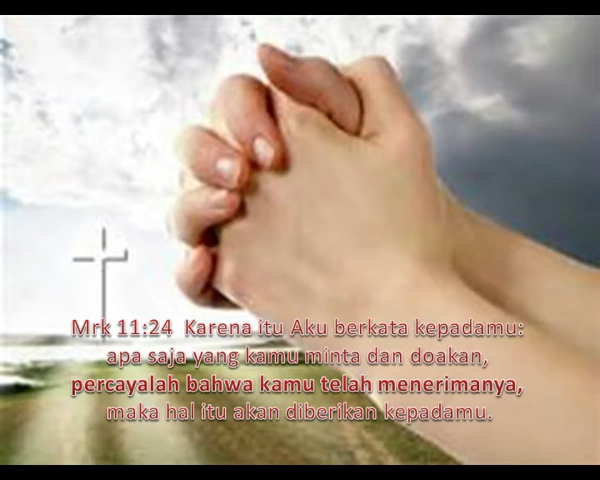 Mrk 11:24  Karena itu Aku berkata kepadamu:
apa saja yang kamu minta dan doakan,
percayalah bahwa kamu telah menerimanya,
maka hal itu akan diberikan kepadamu.